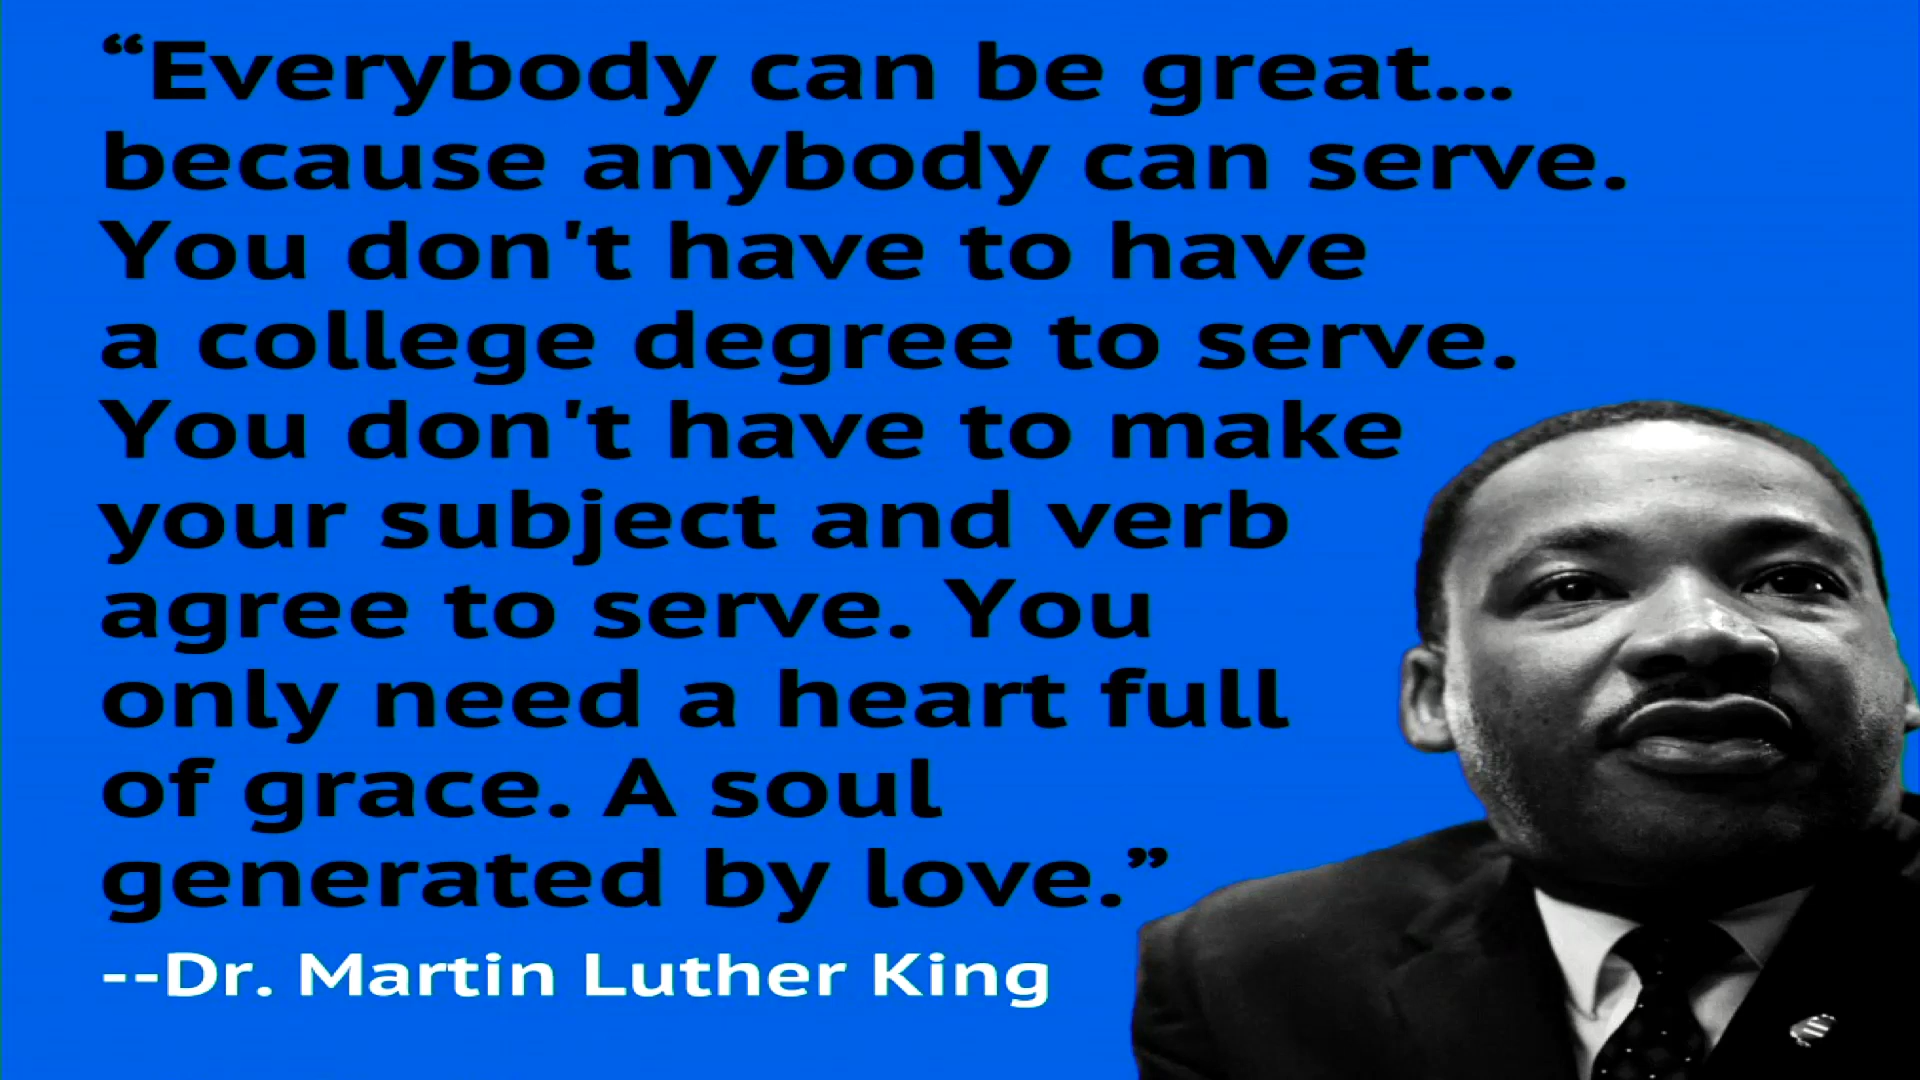 “Everybody can be great...
because anybody can serve.
You don't have to have
a college degree to serve.
You don't have to make
your subject and verb
agree to serve. You
only need a heart full
of grace. A soul
generated by love.”
--Dr. Martin Luther King